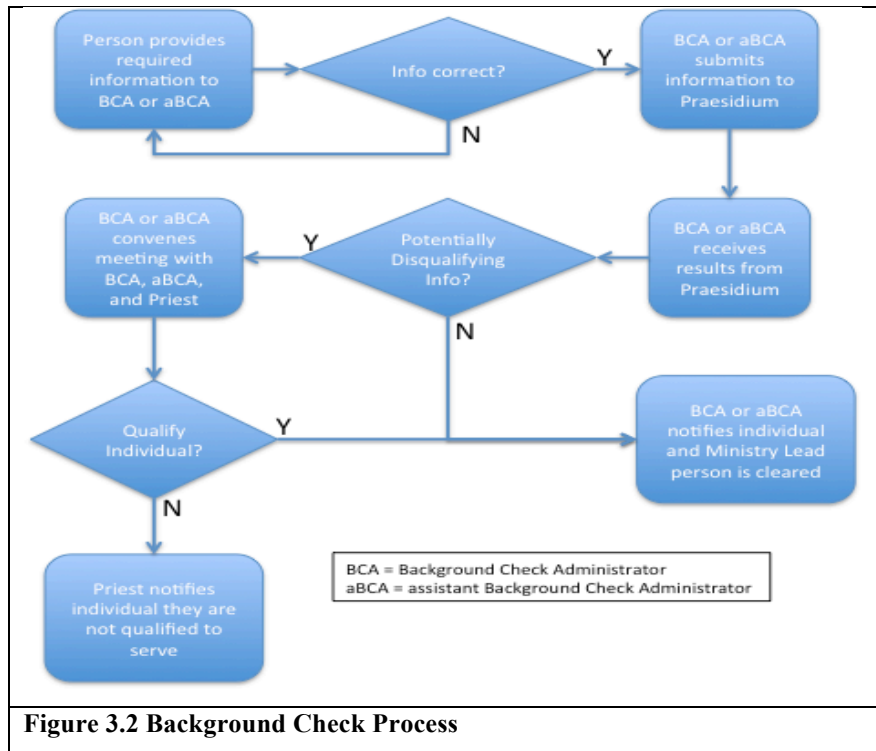 Person provides
required
information to
BCA or aBCA
Info correct?
Y
N
BCA or aBCA
submits
information to
Praesidium
BCA or aBCA
receives
results from
Praesidium
Potentially
Disqualifying
Info?
Y
N
BCA or aBCA
convenes
meeting with
BCA, aBCA,
and Priest
Qualify
Individual?
Y
N
BCA or aBCA
notifies individual
and Ministry Lead
person is cleared
Priest notifies
individual they are
not qualified to
serve
BCA = Background Check Administrator
aBCA = assistant Background Check Administrator
Figure 3.2 Background Check Process